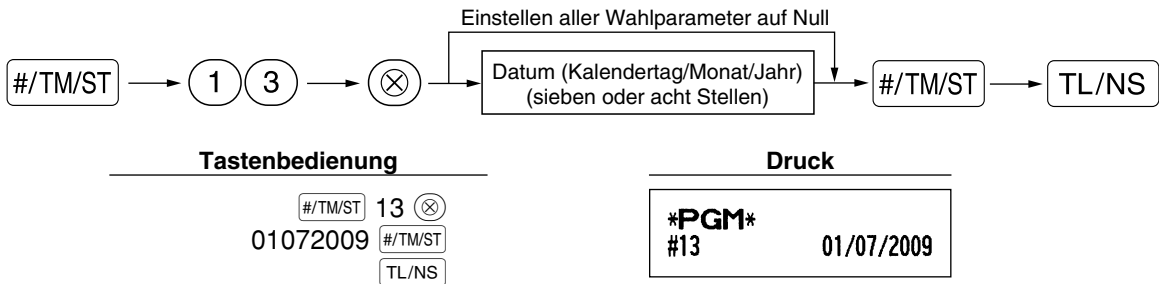 Einstellen aller Wahlparameter auf Null
#/TM/ST 1 3 ⊗ Datum (Kalendertag/Monat/Jahr) #/TM/ST TL/NS
(sieben oder acht Stellen)
Tastenbedienung
#/TM/ST 13 ⊗
01072009 #/TM/ST
TL/NS
Druck
*PGM*
#13 01/07/2009